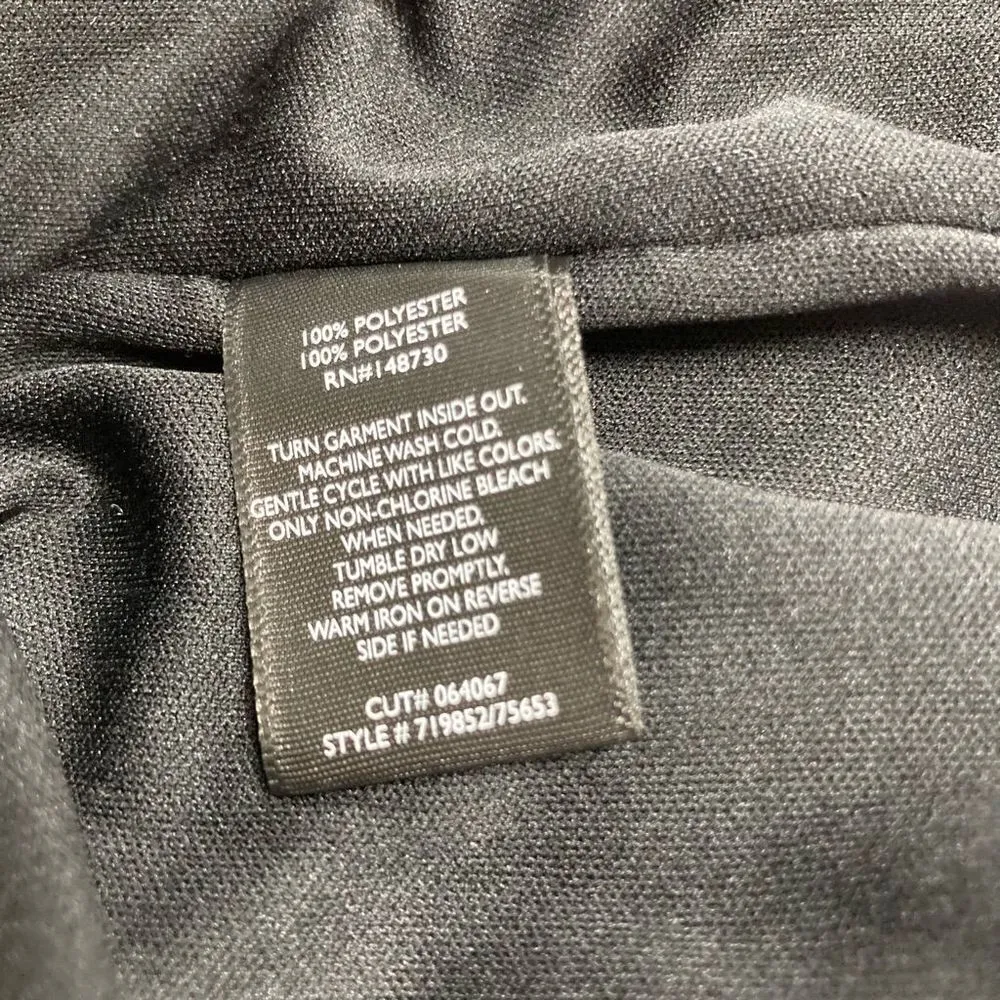 100% POLYESTER
100% POLYESTER
RN#148730
TURN GARMENT INSIDE OUT.
MACHINE WASH COLD.
GENTLE CYCLE WITH LIKE COLORS.
ONLY NON-CHLORINE BLEACH
WHEN NEEDED.
TUMBLE DRY LOW
REMOVE PROMPTLY.
WARM IRON ON REVERSE
SIDE IF NEEDED
CUT# 064067
STYLE # 719852/75653